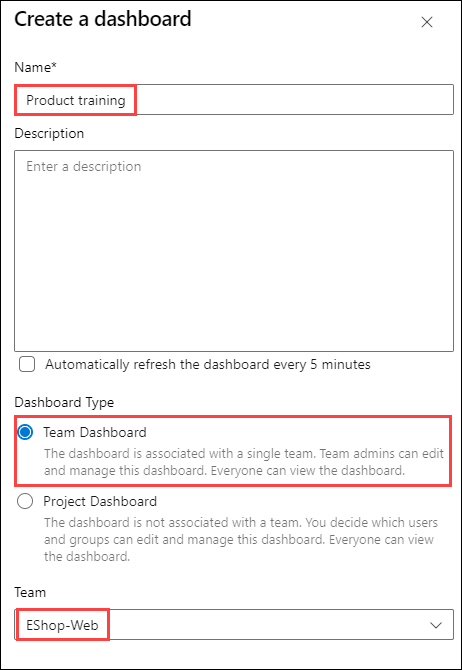 Create a dashboard
Name*
Product training
Description
Enter a description
Automatically refresh the dashboard every 5 minutes
Dashboard Type
Team Dashboard
The dashboard is associated with a single team. Team admins can edit
and manage this dashboard. Everyone can view the dashboard.
Project Dashboard
The dashboard is not associated with a team. You decide which users
and groups can edit and manage this dashboard. Everyone can view
the dashboard.
Team
EShop-Web